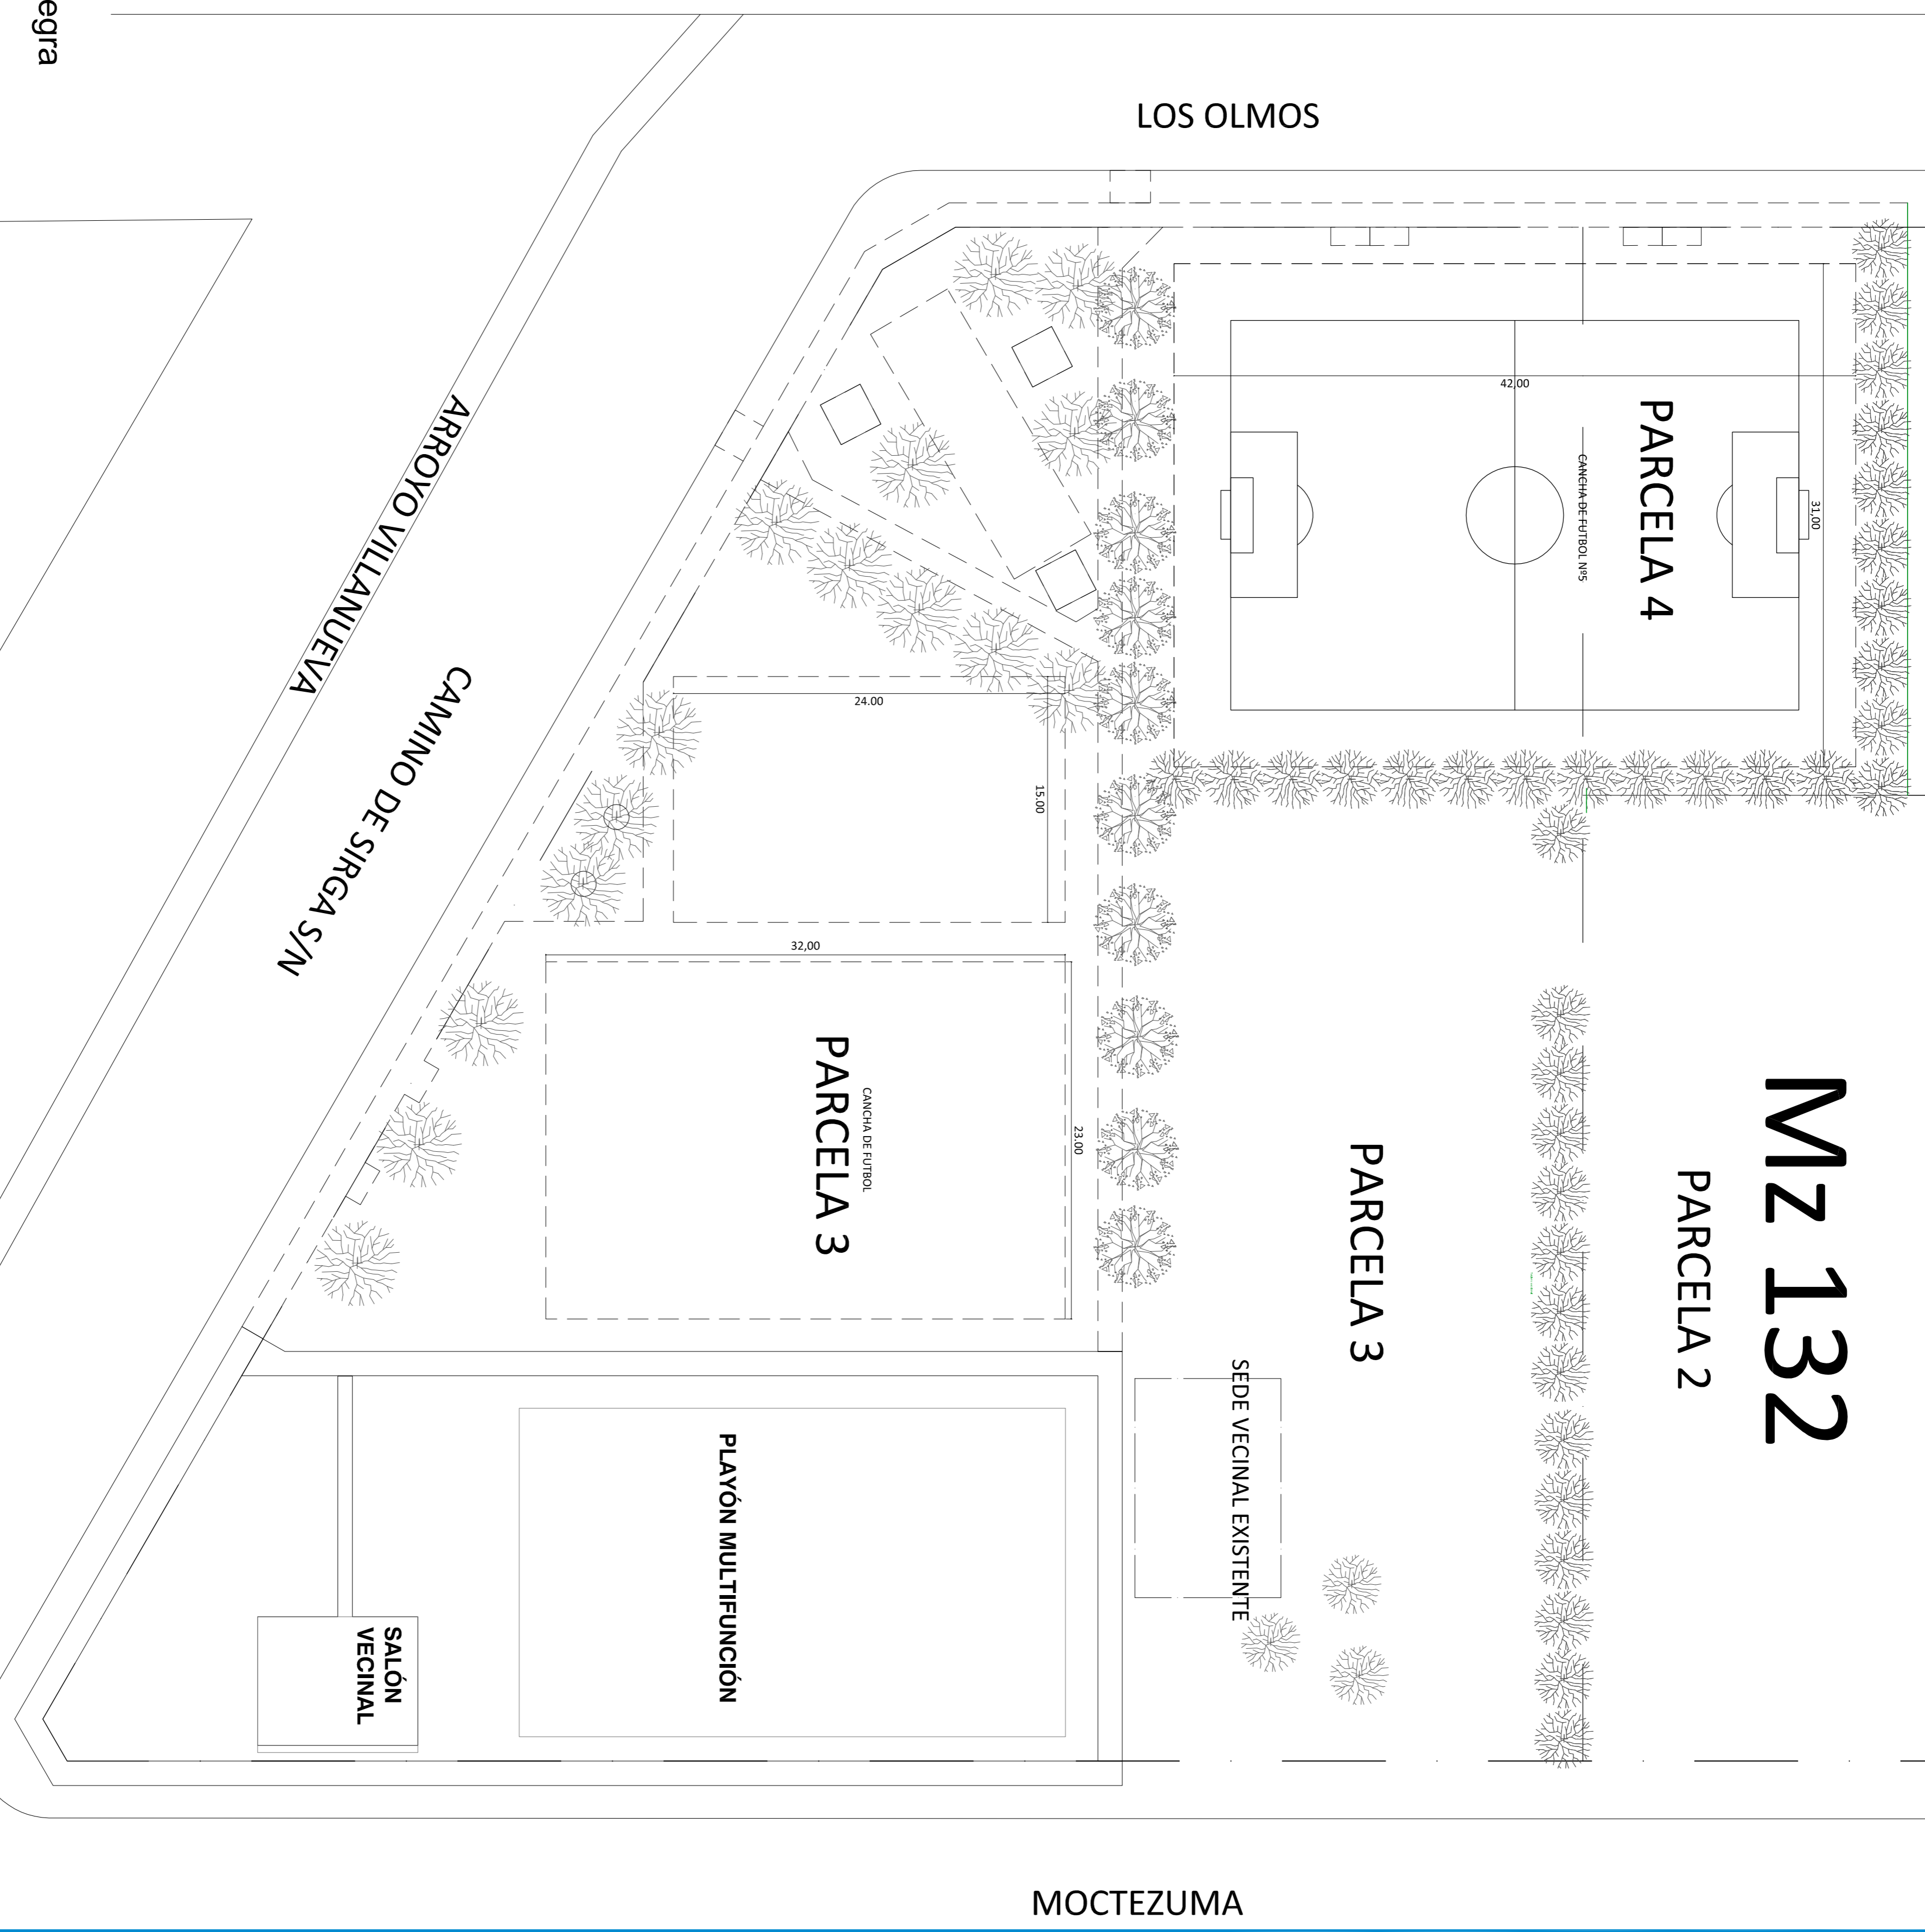 egra
LOS OLMOS
ARROYO VILLANUEVA
CAMINO DE SIRGA S/N
42,00
31,00
PARCELA 4
CANCHA DE FUTBOL Nº5
24.00
15.00
32,00
23.00
PARCELA 3
CANCHA DE FUTBOL
PARCELA 3
PARCELA 2
Mz 132
SEDE VECINAL EXISTENTE
PLAYÓN MULTIFUNCIÓN
SALÓN
VECINAL
MOCTEZUMA